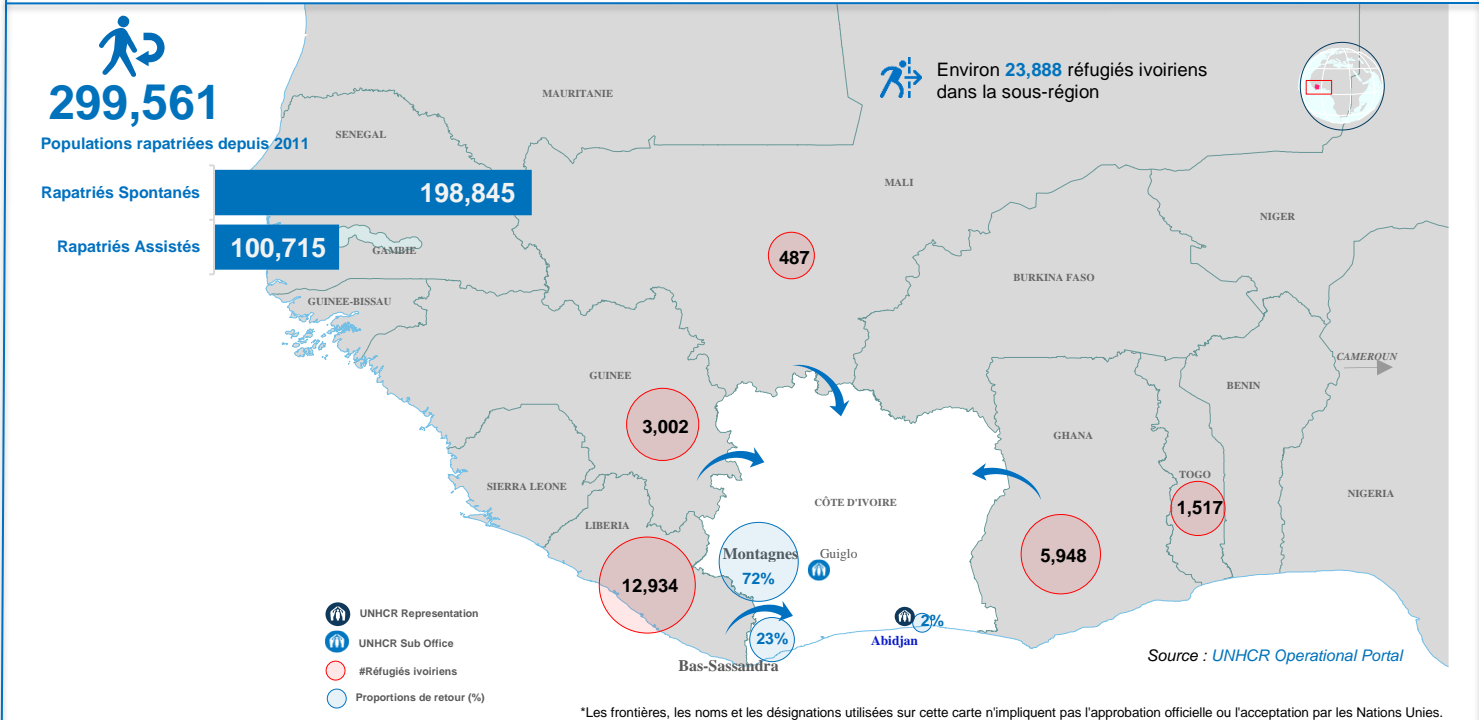 299,561
Populations rapatriées depuis 2011
Rapatriés Spontanés
198,845
Rapatriés Assistés
100,715
Environ 23,888 réfugiés ivoiriens
dans la sous-région
MAURITANIE
SENEGAL
MALI
NIGER
GAMBIE
487
BURKINA FASO
GUINEE-BISSAU
CAMEROUN
GUINEE
BENIN
3,002
GHANA
SIERRA LEONE
TOGO
NIGERIA
CÔTE D'IVOIRE
1,517
LIBERIA
Montagnes
72%
Guiglo
5,948
12,934
2%
Abidjan
23%
Bas-Sassandra
UNHCR Representation
UNHCR Sub Office
#Réfugiés ivoiriens
Proportions de retour (%)
Source : UNHCR Operational Portal
*Les frontières, les noms et les désignations utilisées sur cette carte n'impliquent pas l'approbation officielle ou l'acceptation par les Nations Unies.